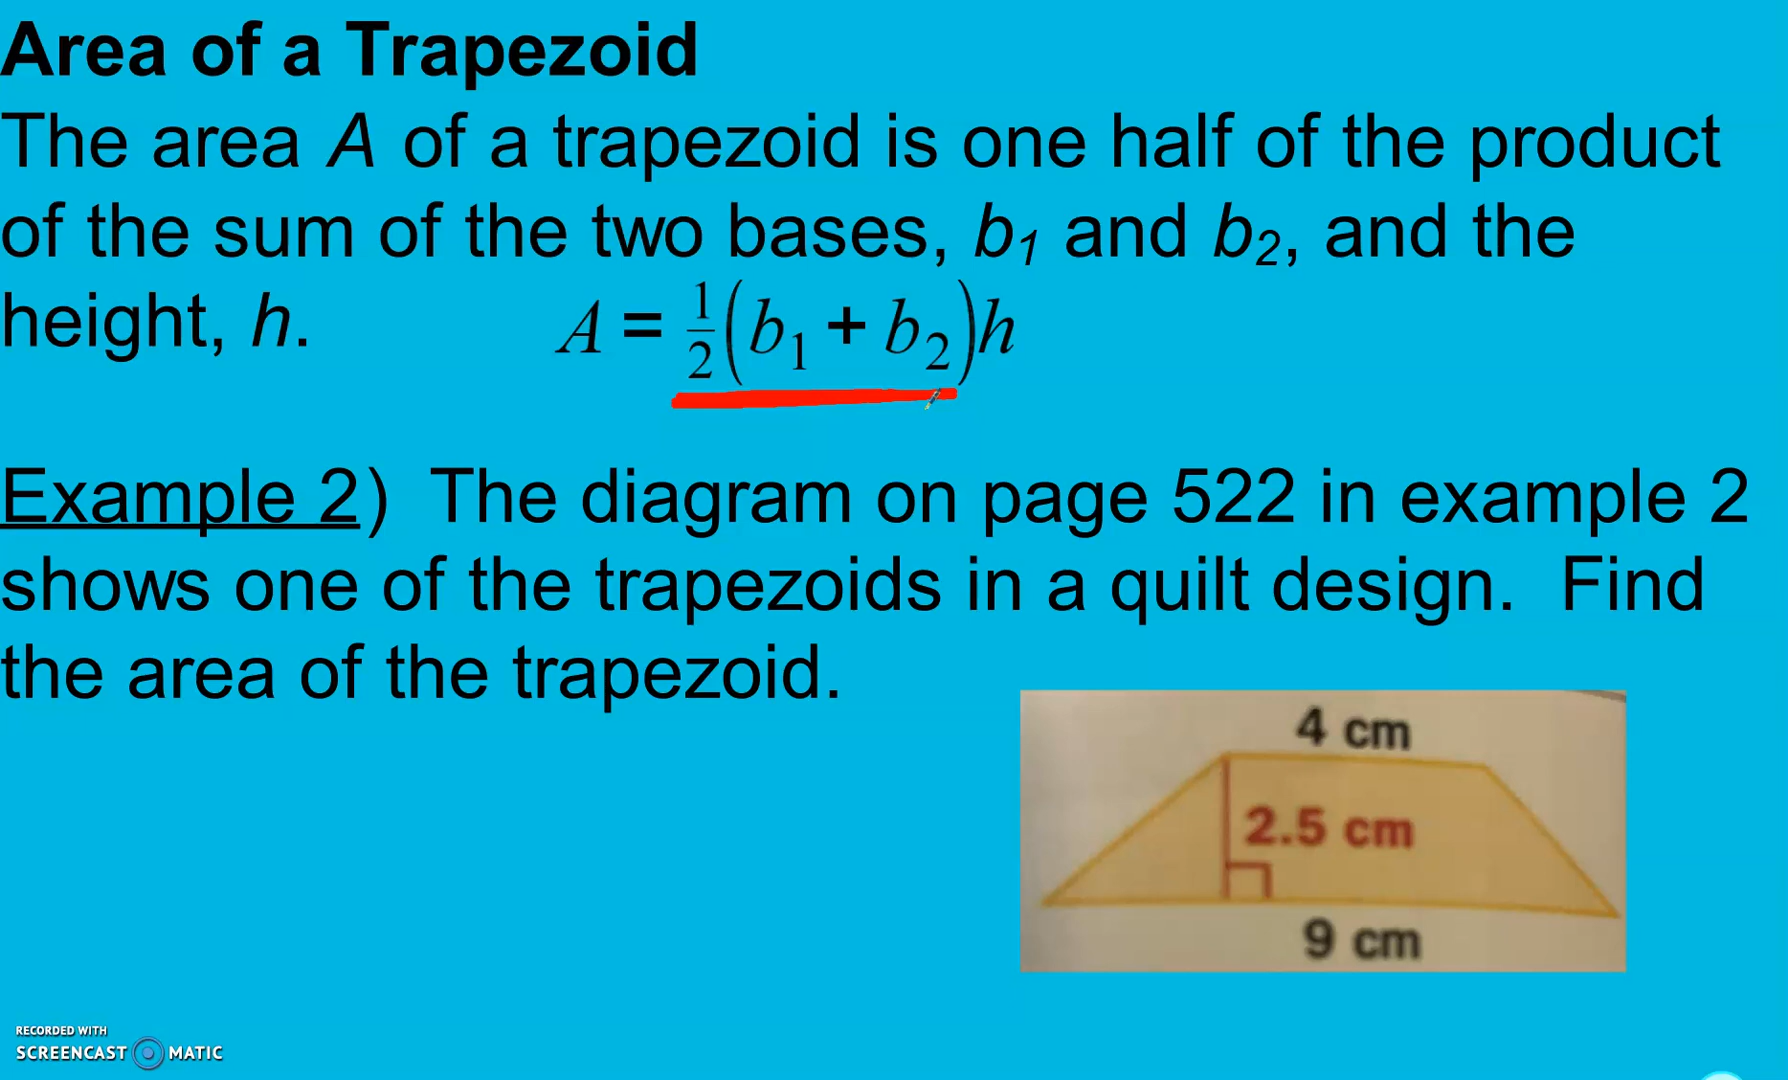 Area of a Trapezoid
The area A of a trapezoid is one half of the product
of the sum of the two bases, b₁ and b₂, and the
height, h. A = ½(b₁ + b₂)h
Example 2) The diagram on page 522 in example 2
shows one of the trapezoids in a quilt design. Find
the area of the trapezoid.
4 cm
2.5 cm
9 cm
RECORDED WITH
SCREENCAST MATIC